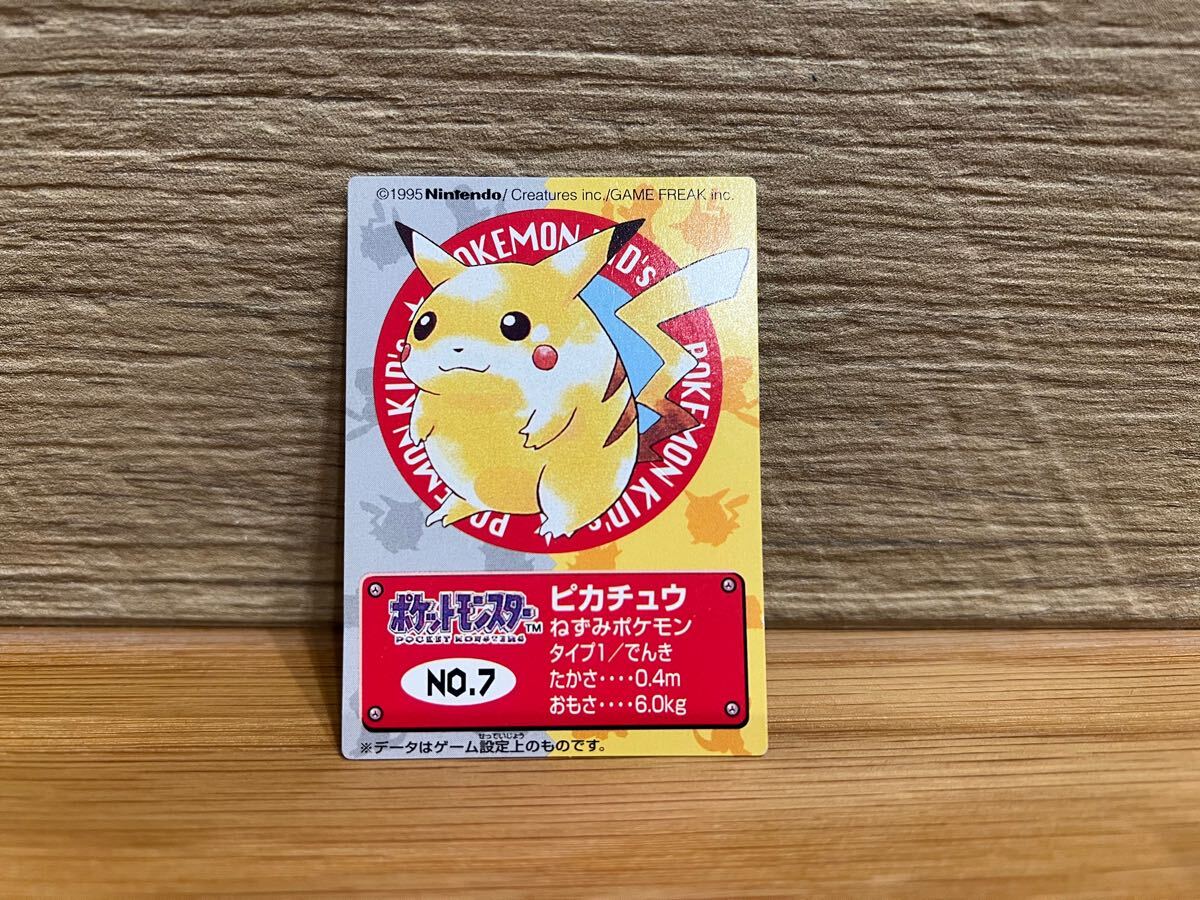 ©1995 Nintendo/Creatures inc./GAME FREAK inc.
POKEMON KID'S
POKEMON KID'S
POKEMON KID'S
ポケットモンスター™
POCKET MONSTERS
NO.7
ピカチュウ
ねずみポケモン
タイプ1/でんき
たかさ‥‥0.4m
おもさ‥‥6.0kg
せっていじょう
※データはゲーム設定上のものです。